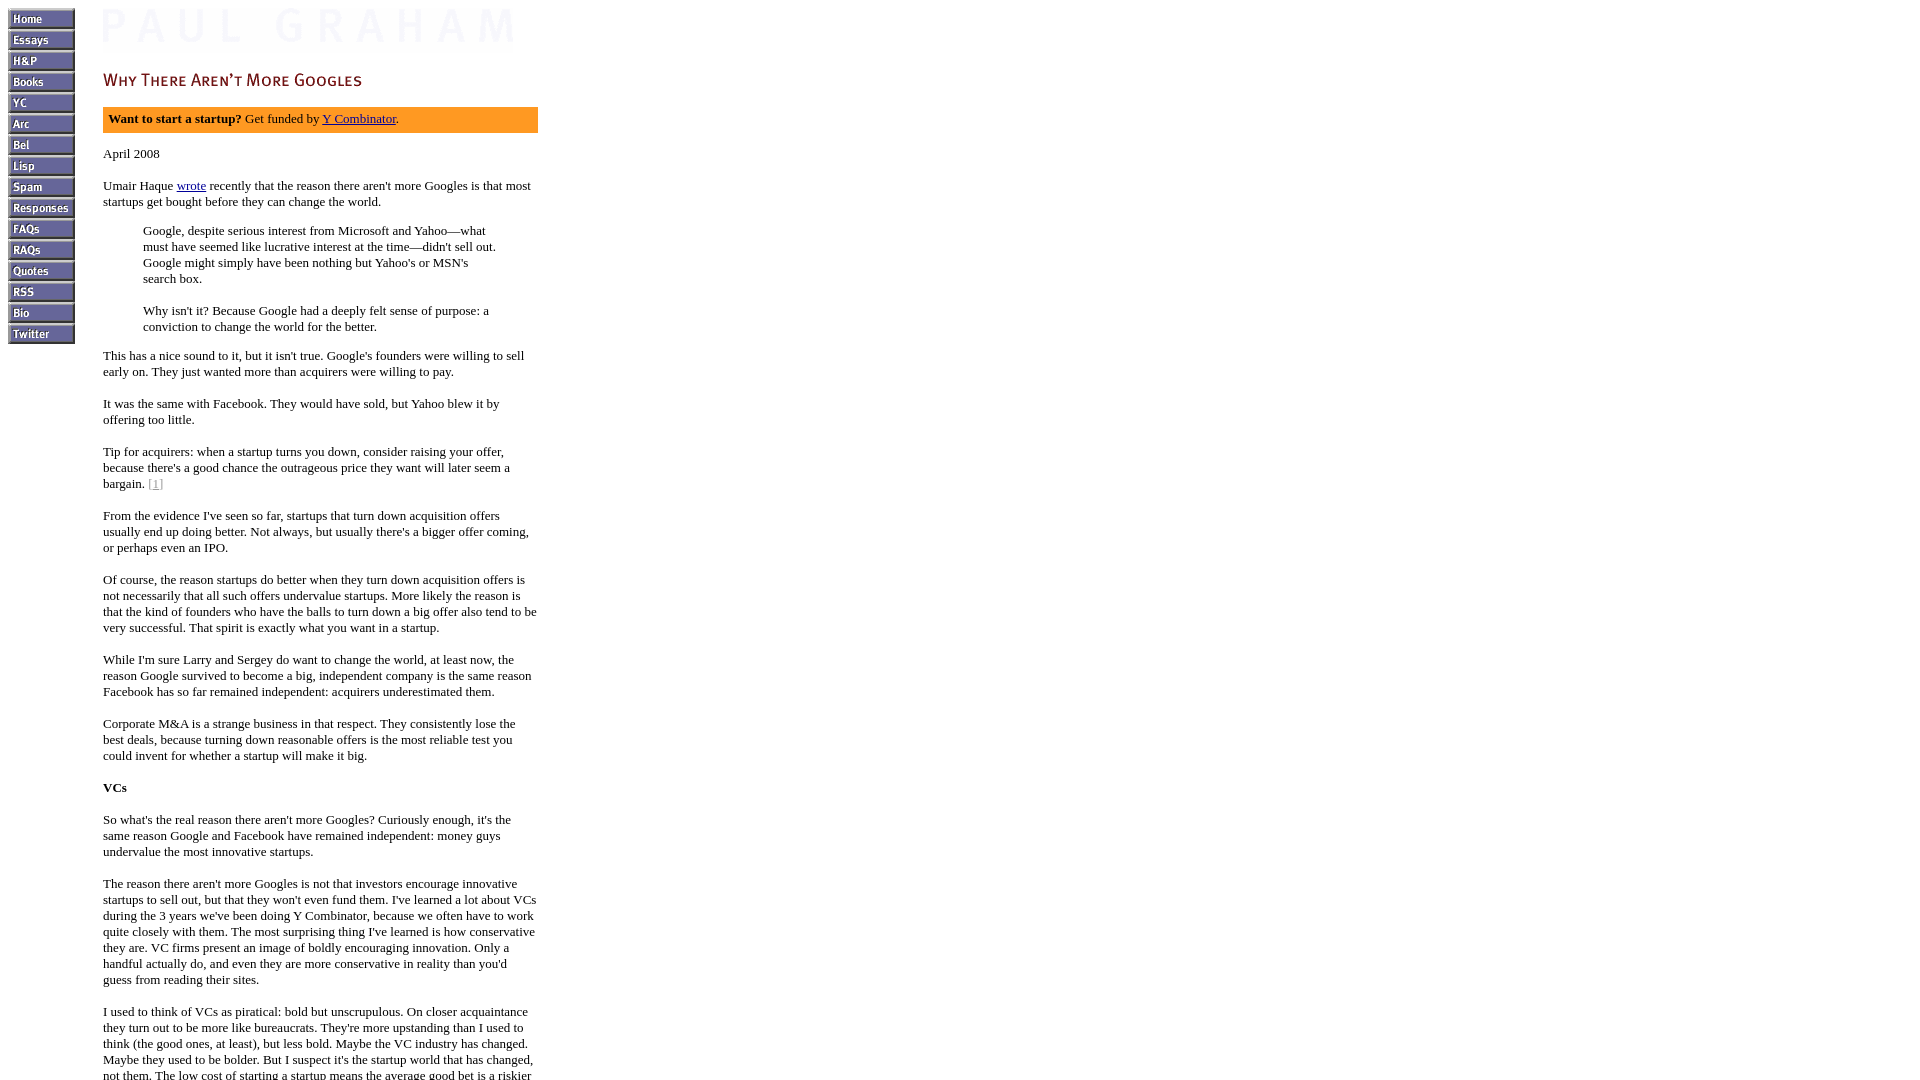 Home
Essays
H&P
Books
YC
Arc
Bel
Lisp
Spam
Responses
FAQs
RAQs
Quotes
RSS
Bio
Twitter
PAUL GRAHAM
Why There Aren't More Googles
Want to start a startup? Get funded by Y Combinator.
April 2008
Umair Haque wrote recently that the reason there aren't more Googles is that most
startups get bought before they can change the world.
Google, despite serious interest from Microsoft and Yahoo—what
must have seemed like lucrative interest at the time—didn't sell out.
Google might simply have been nothing but Yahoo's or MSN's
search box.
Why isn't it? Because Google had a deeply felt sense of purpose: a
conviction to change the world for the better.
This has a nice sound to it, but it isn't true. Google's founders were willing to sell
early on. They just wanted more than acquirers were willing to pay.
It was the same with Facebook. They would have sold, but Yahoo blew it by
offering too little.
Tip for acquirers: when a startup turns you down, consider raising your offer,
because there's a good chance the outrageous price they want will later seem a
bargain. [1]
From the evidence I've seen so far, startups that turn down acquisition offers
usually end up doing better. Not always, but usually there's a bigger offer coming,
or perhaps even an IPO.
Of course, the reason startups do better when they turn down acquisition offers is
not necessarily that all such offers undervalue startups. More likely the reason is
that the kind of founders who have the balls to turn down a big offer also tend to be
very successful. That spirit is exactly what you want in a startup.
While I'm sure Larry and Sergey do want to change the world, at least now, the
reason Google survived to become a big, independent company is the same reason
Facebook has so far remained independent: acquirers underestimated them.
Corporate M&A is a strange business in that respect. They consistently lose the
best deals, because turning down reasonable offers is the most reliable test you
could invent for whether a startup will make it big.
VCs
So what's the real reason there aren't more Googles? Curiously enough, it's the
same reason Google and Facebook have remained independent: money guys
undervalue the most innovative startups.
The reason there aren't more Googles is not that investors encourage innovative
startups to sell out, but that they won't even fund them. I've learned a lot about VCs
during the 3 years we've been doing Y Combinator, because we often have to work
quite closely with them. The most surprising thing I've learned is how conservative
they are. VC firms present an image of boldly encouraging innovation. Only a
handful actually do, and even they are more conservative in reality than you'd
guess from reading their sites.
I used to think of VCs as piratical: bold but unscrupulous. On closer acquaintance
they turn out to be more like bureaucrats. They're more upstanding than I used to
think (the good ones, at least), but less bold. Maybe the VC industry has changed.
Maybe they used to be bolder. But I suspect it's the startup world that has changed,
not them. The low cost of starting a startup means the average good bet is a riskier